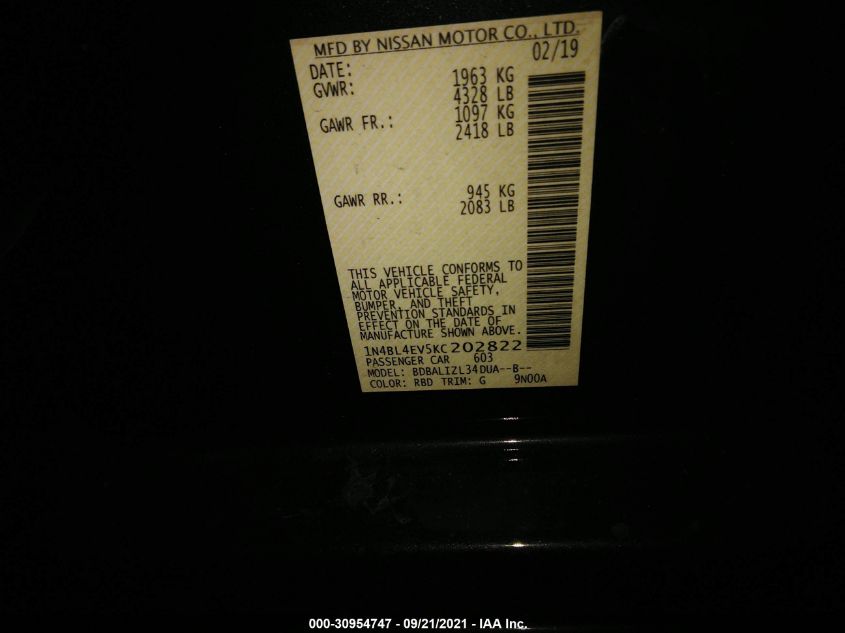 MFD BY NISSAN MOTOR CO., LTD.
DATE: 02/19
GVWR: 1963 KG
4328 LB
GAWR FR.: 1097 KG
2418 LB
GAWR RR.: 945 KG
2083 LB
THIS VEHICLE CONFORMS TO
ALL APPLICABLE FEDERAL
MOTOR VEHICLE SAFETY,
BUMPER, AND THEFT
PREVENTION STANDARDS IN
EFFECT ON THE DATE OF
MANUFACTURE SHOWN ABOVE.
1N4BL4EV5KC202822
PASSENGER CAR 603
MODEL: BDBALIZL34DUA--B--
COLOR: RBD TRIM: G 9N00A
000-30954747 - 09/21/2021 - IAA Inc.